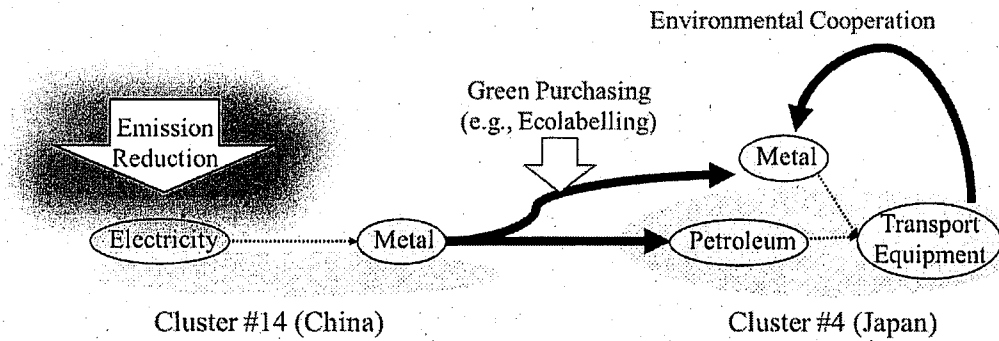 Environmental Cooperation
Green Purchasing
(e.g., Ecolabelling)
Emission
Reduction
Metal
Electricity
Metal
Petroleum
Transport
Equipment
Cluster #14 (China)
Cluster #4 (Japan)